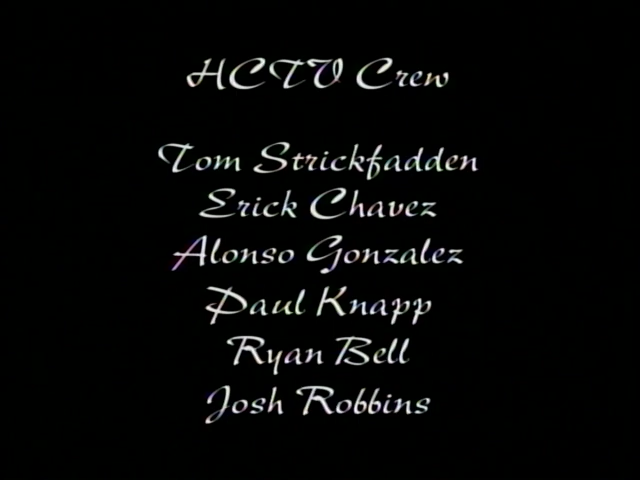 HCTV Crew
Tom Strickfadden
Erick Chavez
Alonso Gonzalez
Paul Knapp
Ryan Bell
Josh Robbins